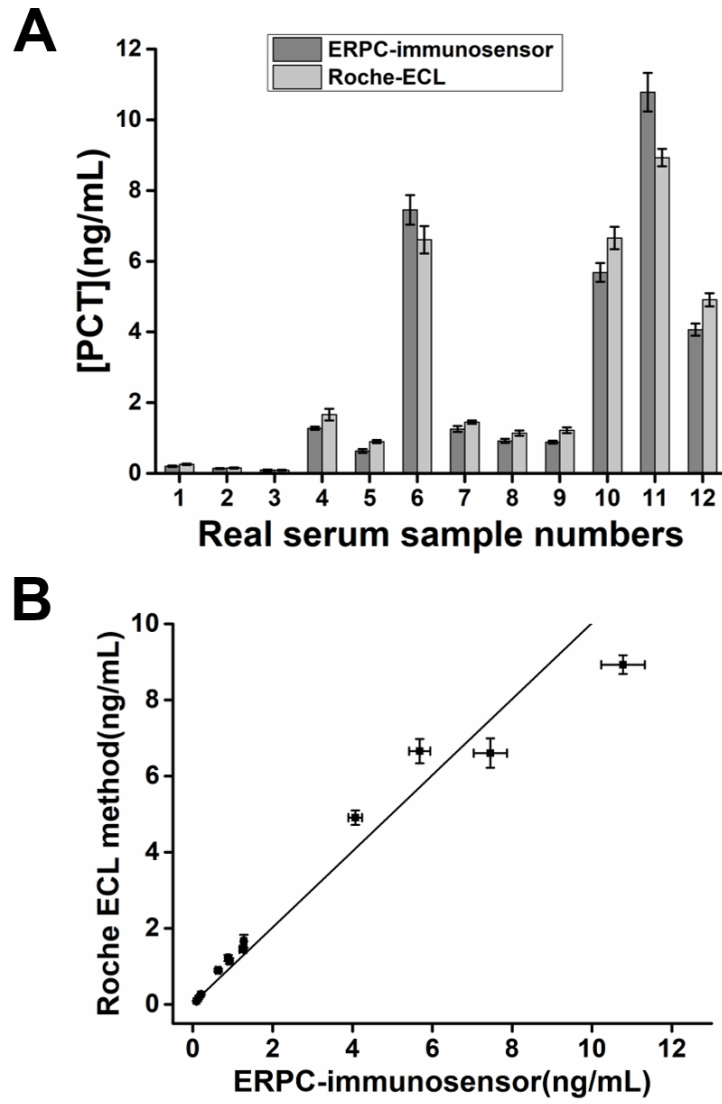 A
ERPC-immunosensor
Roche-ECL
[PCT](ng/mL)
12
10
8
6
4
2
0
1 2 3 4 5 6 7 8 9 10 11 12
Real serum sample numbers
B
Roche ECL method(ng/mL)
10
8
6
4
2
0
0 2 4 6 8 10 12
ERPC-immunosensor(ng/mL)